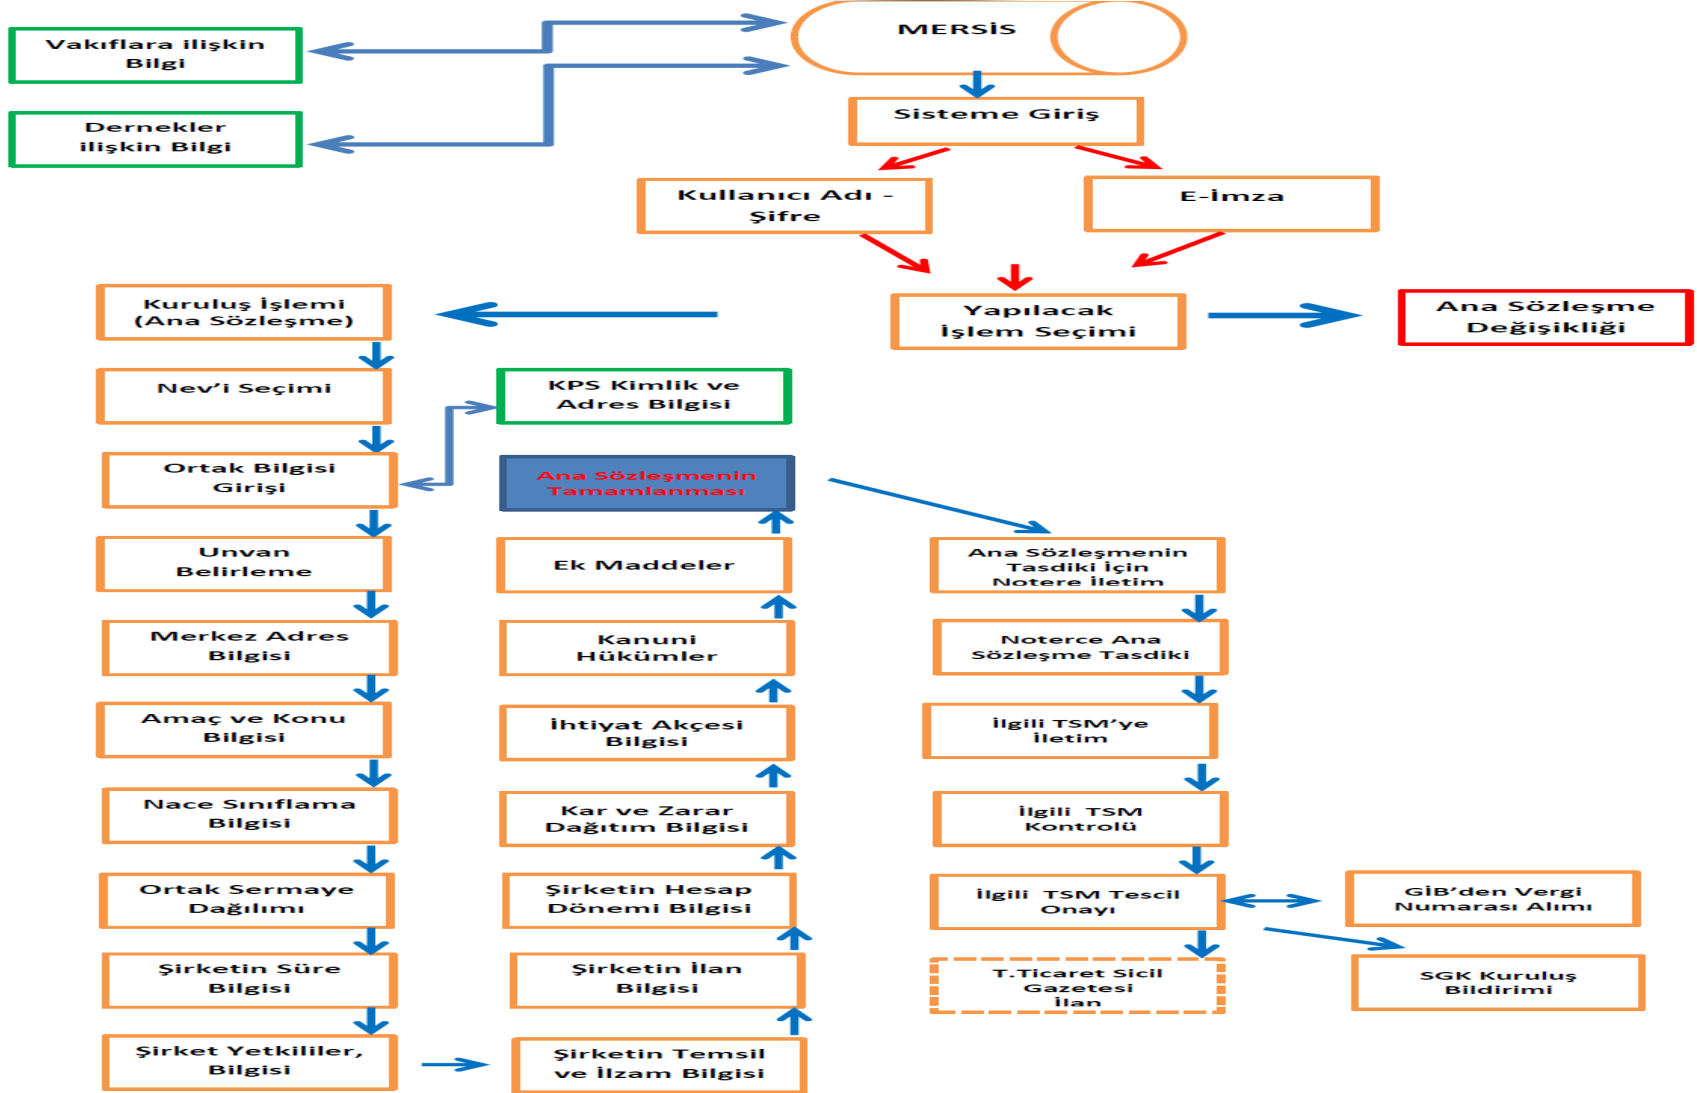 MERSİS
Vakıflara ilişkin
Bilgi
Dernekler
ilişkin Bilgi
Sisteme Giriş
Kullanıcı Adı -
Şifre
E-İmza
Yapılacak
İşlem Seçimi
Ana Sözleşme
Değişikliği
Kuruluş İşlemi
(Ana Sözleşme)
Nev’i Seçimi
Ortak Bilgisi
Girişi
Unvan
Belirleme
Merkez Adres
Bilgisi
Amaç ve Konu
Bilgisi
Nace Sınıflama
Bilgisi
Ortak Sermaye
Dağılımı
Şirketin Süre
Bilgisi
Şirket Yetkililer,
Bilgisi
KPS Kimlik ve
Adres Bilgisi
Ana Sözleşmenin
Tamamlanması
Ek Maddeler
Kanuni
Hükümler
İhtiyat Akçesi
Bilgisi
Kar ve Zarar
Dağıtım Bilgisi
Şirketin Hesap
Dönemi Bilgisi
Şirketin İlan
Bilgisi
Şirketin Temsil
ve İlzam Bilgisi
Ana Sözleşmenin
Tasdiki İçin
Notere İletim
Noterce Ana
Sözleşme Tasdiki
İlgili TSM’ye
İletim
İlgili TSM
Kontrolü
İlgili TSM Tescil
Onayı
T.Ticaret Sicil
Gazetesi
İlan
GİB’den Vergi
Numarası Alımı
SGK Kuruluş
Bildirimi